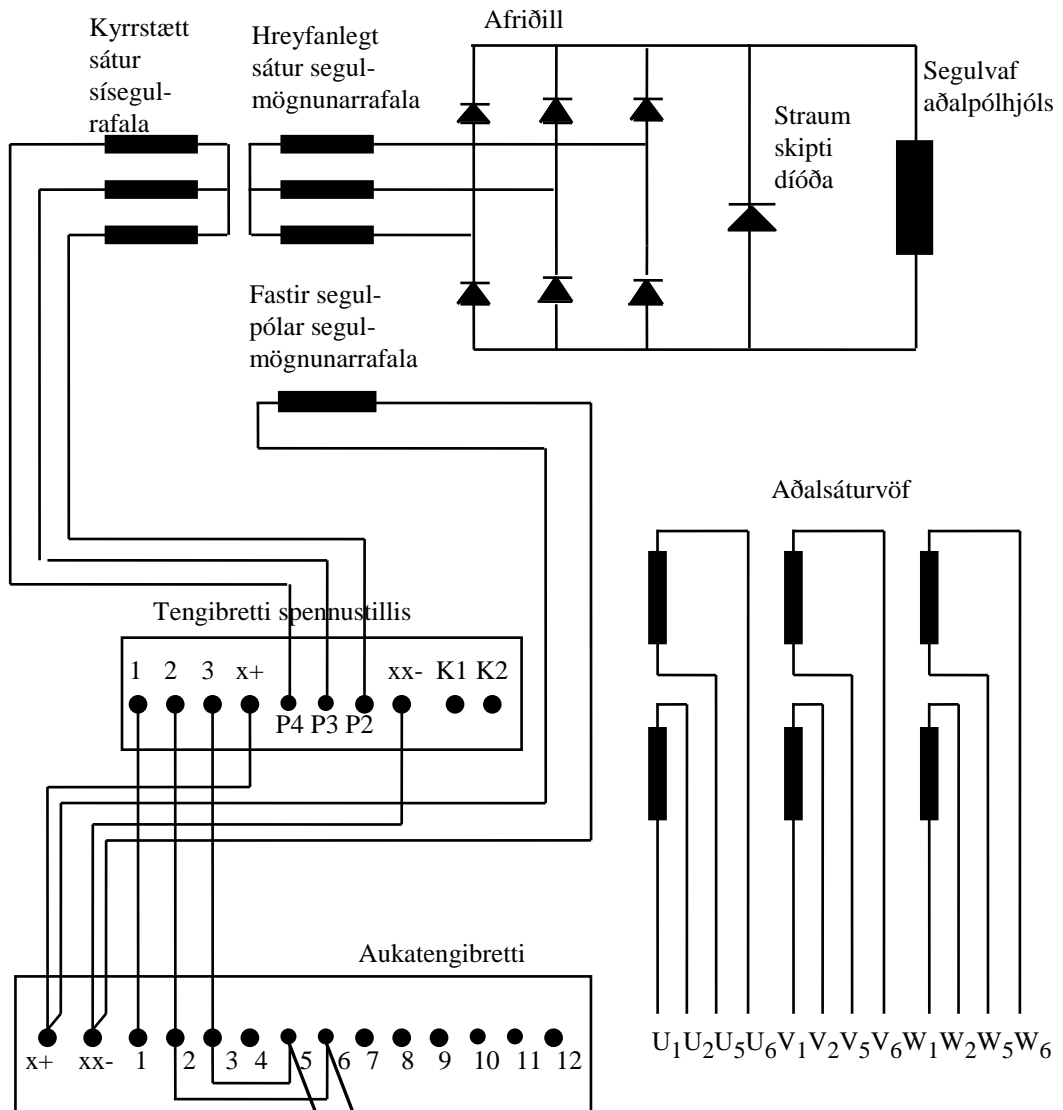 Kyrrstætt
sátur
sísegul-
rafala
Hreyfanlegt
sátur segul-
mögnunarrafala
Afriðill
Segulvaf
aðalpólhjóls
Straum
skipti
díóða
Fastir segul-
pólar segul-
mögnunarrafala
Aðalsáturvöf
Tengibretti spennustillis
1 2 3 x+ xx- K1 K2
P4 P3 P2
Aukatengibretti
x+ xx- 1 2 3 4 5 6 7 8 9 10 11 12
U1 U2 U5 U6 V1 V2 V5 V6 W1 W2 W5 W6